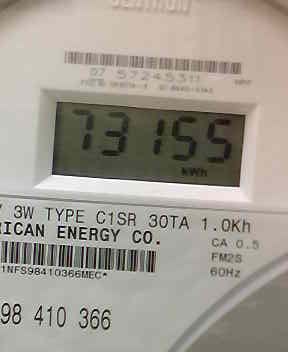 CENTRON
07 57245311
73155
kWh
3W TYPE C1SR 30TA 1.0Kh
RICAN ENERGY CO.
CA 0.5
FM2S
1NFS98410366MEC*
60Hz
98 410 366